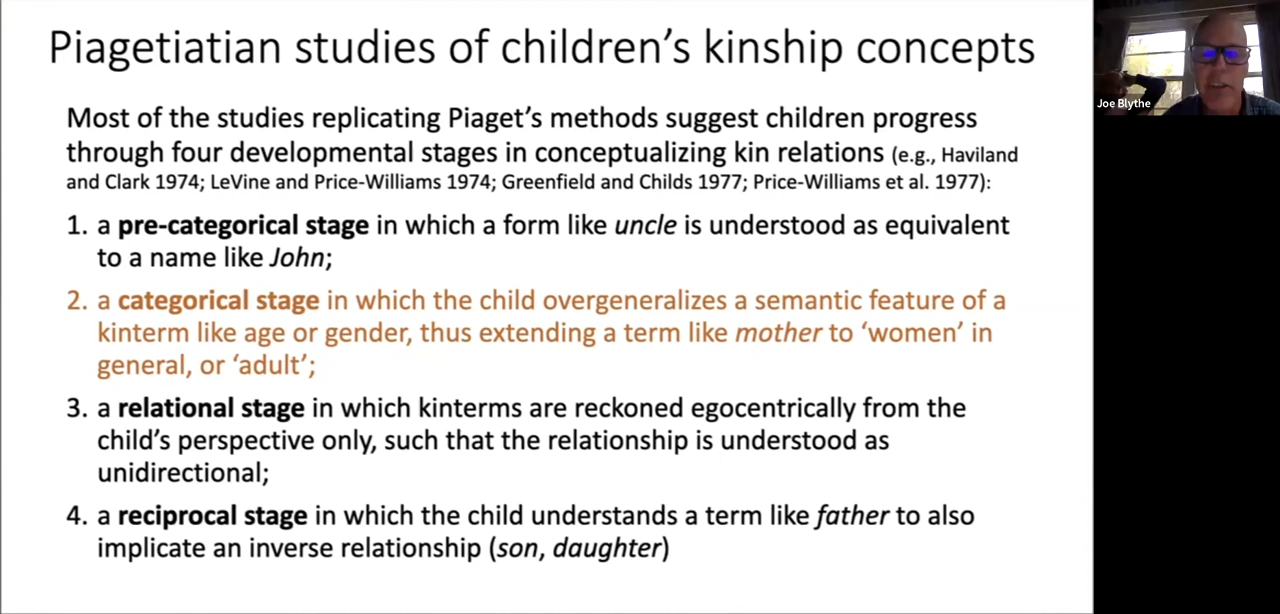 Piagetiatian studies of children's kinship concepts
Most of the studies replicating Piaget's methods suggest children progress
through four developmental stages in conceptualizing kin relations (e.g., Haviland
and Clark 1974; LeVine and Price-Williams 1974; Greenfield and Childs 1977; Price-Williams et al. 1977):
1. a pre-categorical stage in which a form like uncle is understood as equivalent
to a name like John;
2. a categorical stage in which the child overgeneralizes a semantic feature of a
kinterm like age or gender, thus extending a term like mother to ‘women’ in
general, or ‘adult’;
3. a relational stage in which kinterms are reckoned egocentrically from the
child's perspective only, such that the relationship is understood as
unidirectional;
4. a reciprocal stage in which the child understands a term like father to also
implicate an inverse relationship (son, daughter)
Joe Blythe